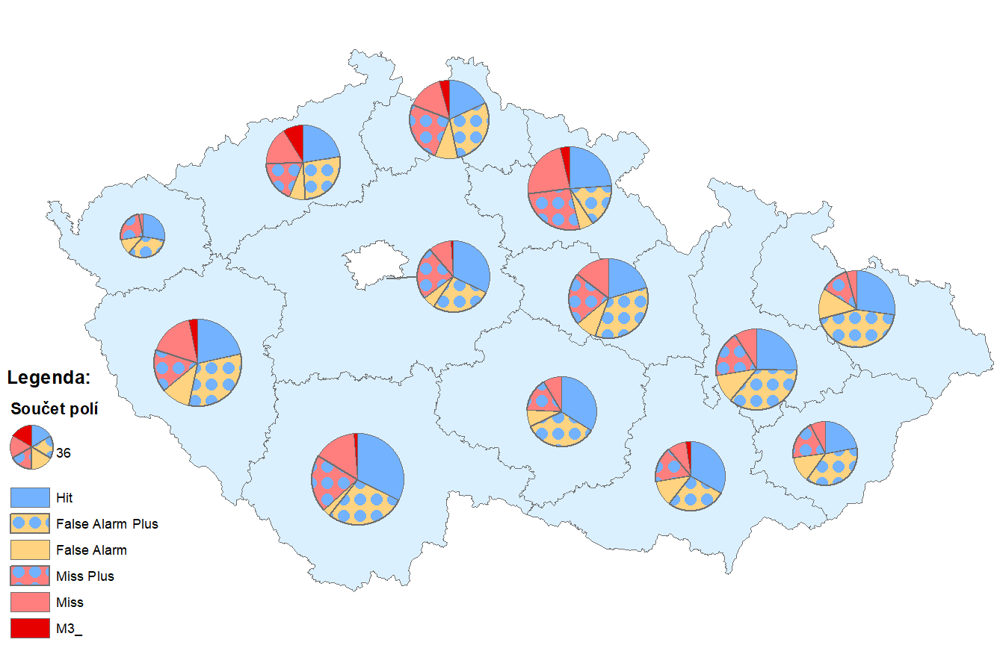 Legenda:
Součet polí
36
Hit
False Alarm Plus
False Alarm
Miss Plus
Miss
M3_